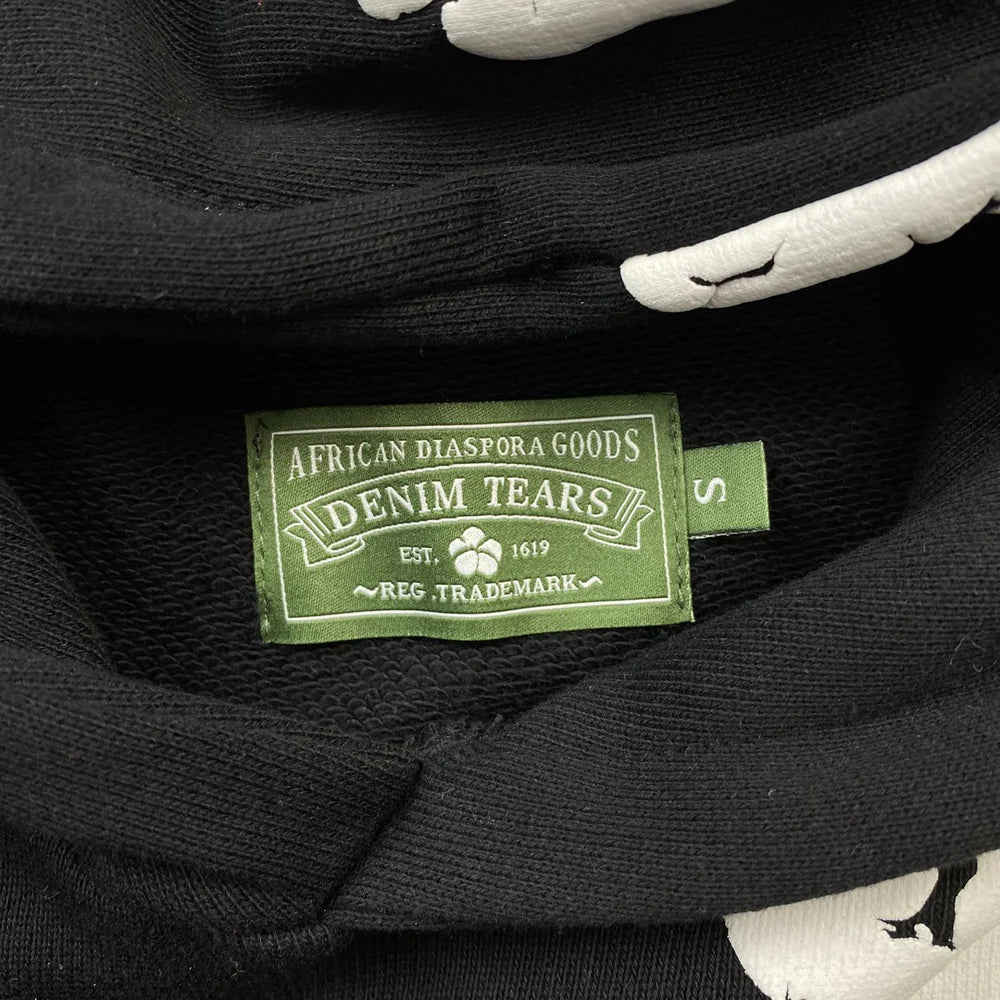 AFRICAN DIASPORA GOODS
DENIM TEARS
EST. 1619
~REG .TRADEMARK~
S